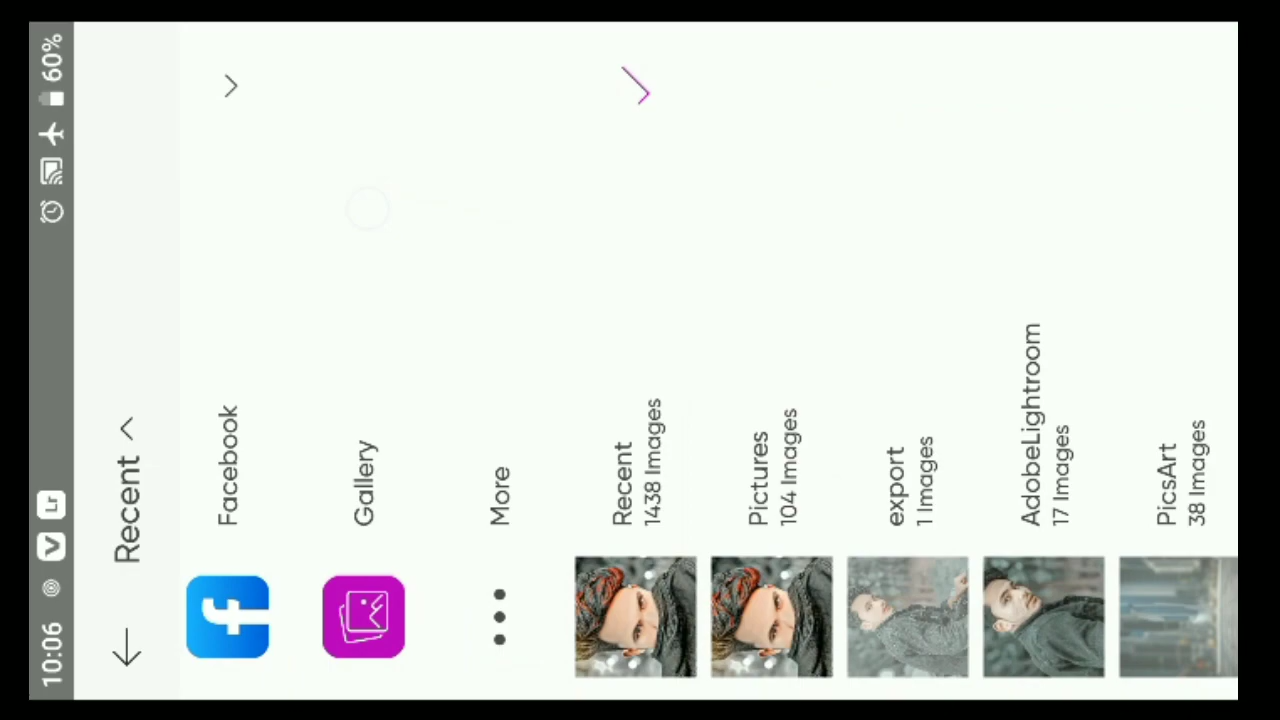 10:06
V
Lr
60%
Recent
f
Facebook
Gallery
More
Recent
1438 Images
Pictures
104 Images
export
1 Images
AdobeLightroom
17 Images
PicsArt
38 Images